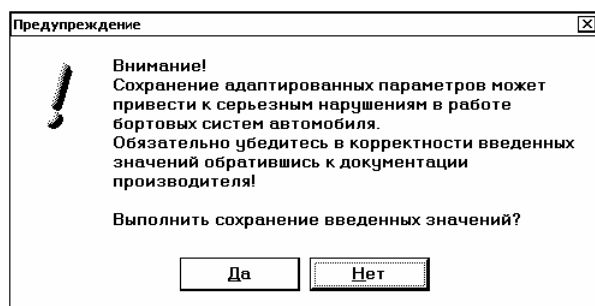 Предупреждение
Внимание!
Сохранение адаптированных параметров может
привести к серьезным нарушениям в работе
бортовых систем автомобиля.
Обязательно убедитесь в корректности введенных
значений обратившись к документации
производителя!
Выполнить сохранение введенных значений?
Да Нет